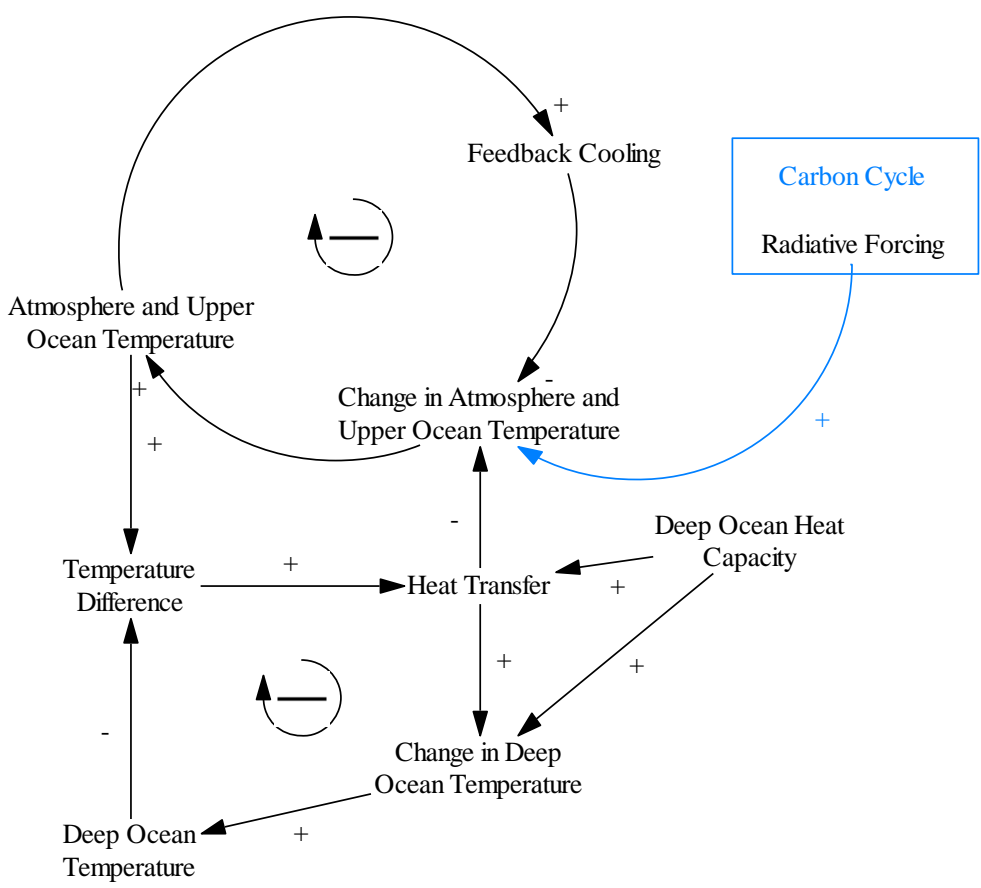 +
Feedback Cooling
Carbon Cycle
Radiative Forcing
Atmosphere and Upper
Ocean Temperature
-
+
Change in Atmosphere and
Upper Ocean Temperature
+
+
-
Deep Ocean Heat
Capacity
Temperature
Difference
+
Heat Transfer
+
+
+
-
Change in Deep
Ocean Temperature
+
Deep Ocean
Temperature